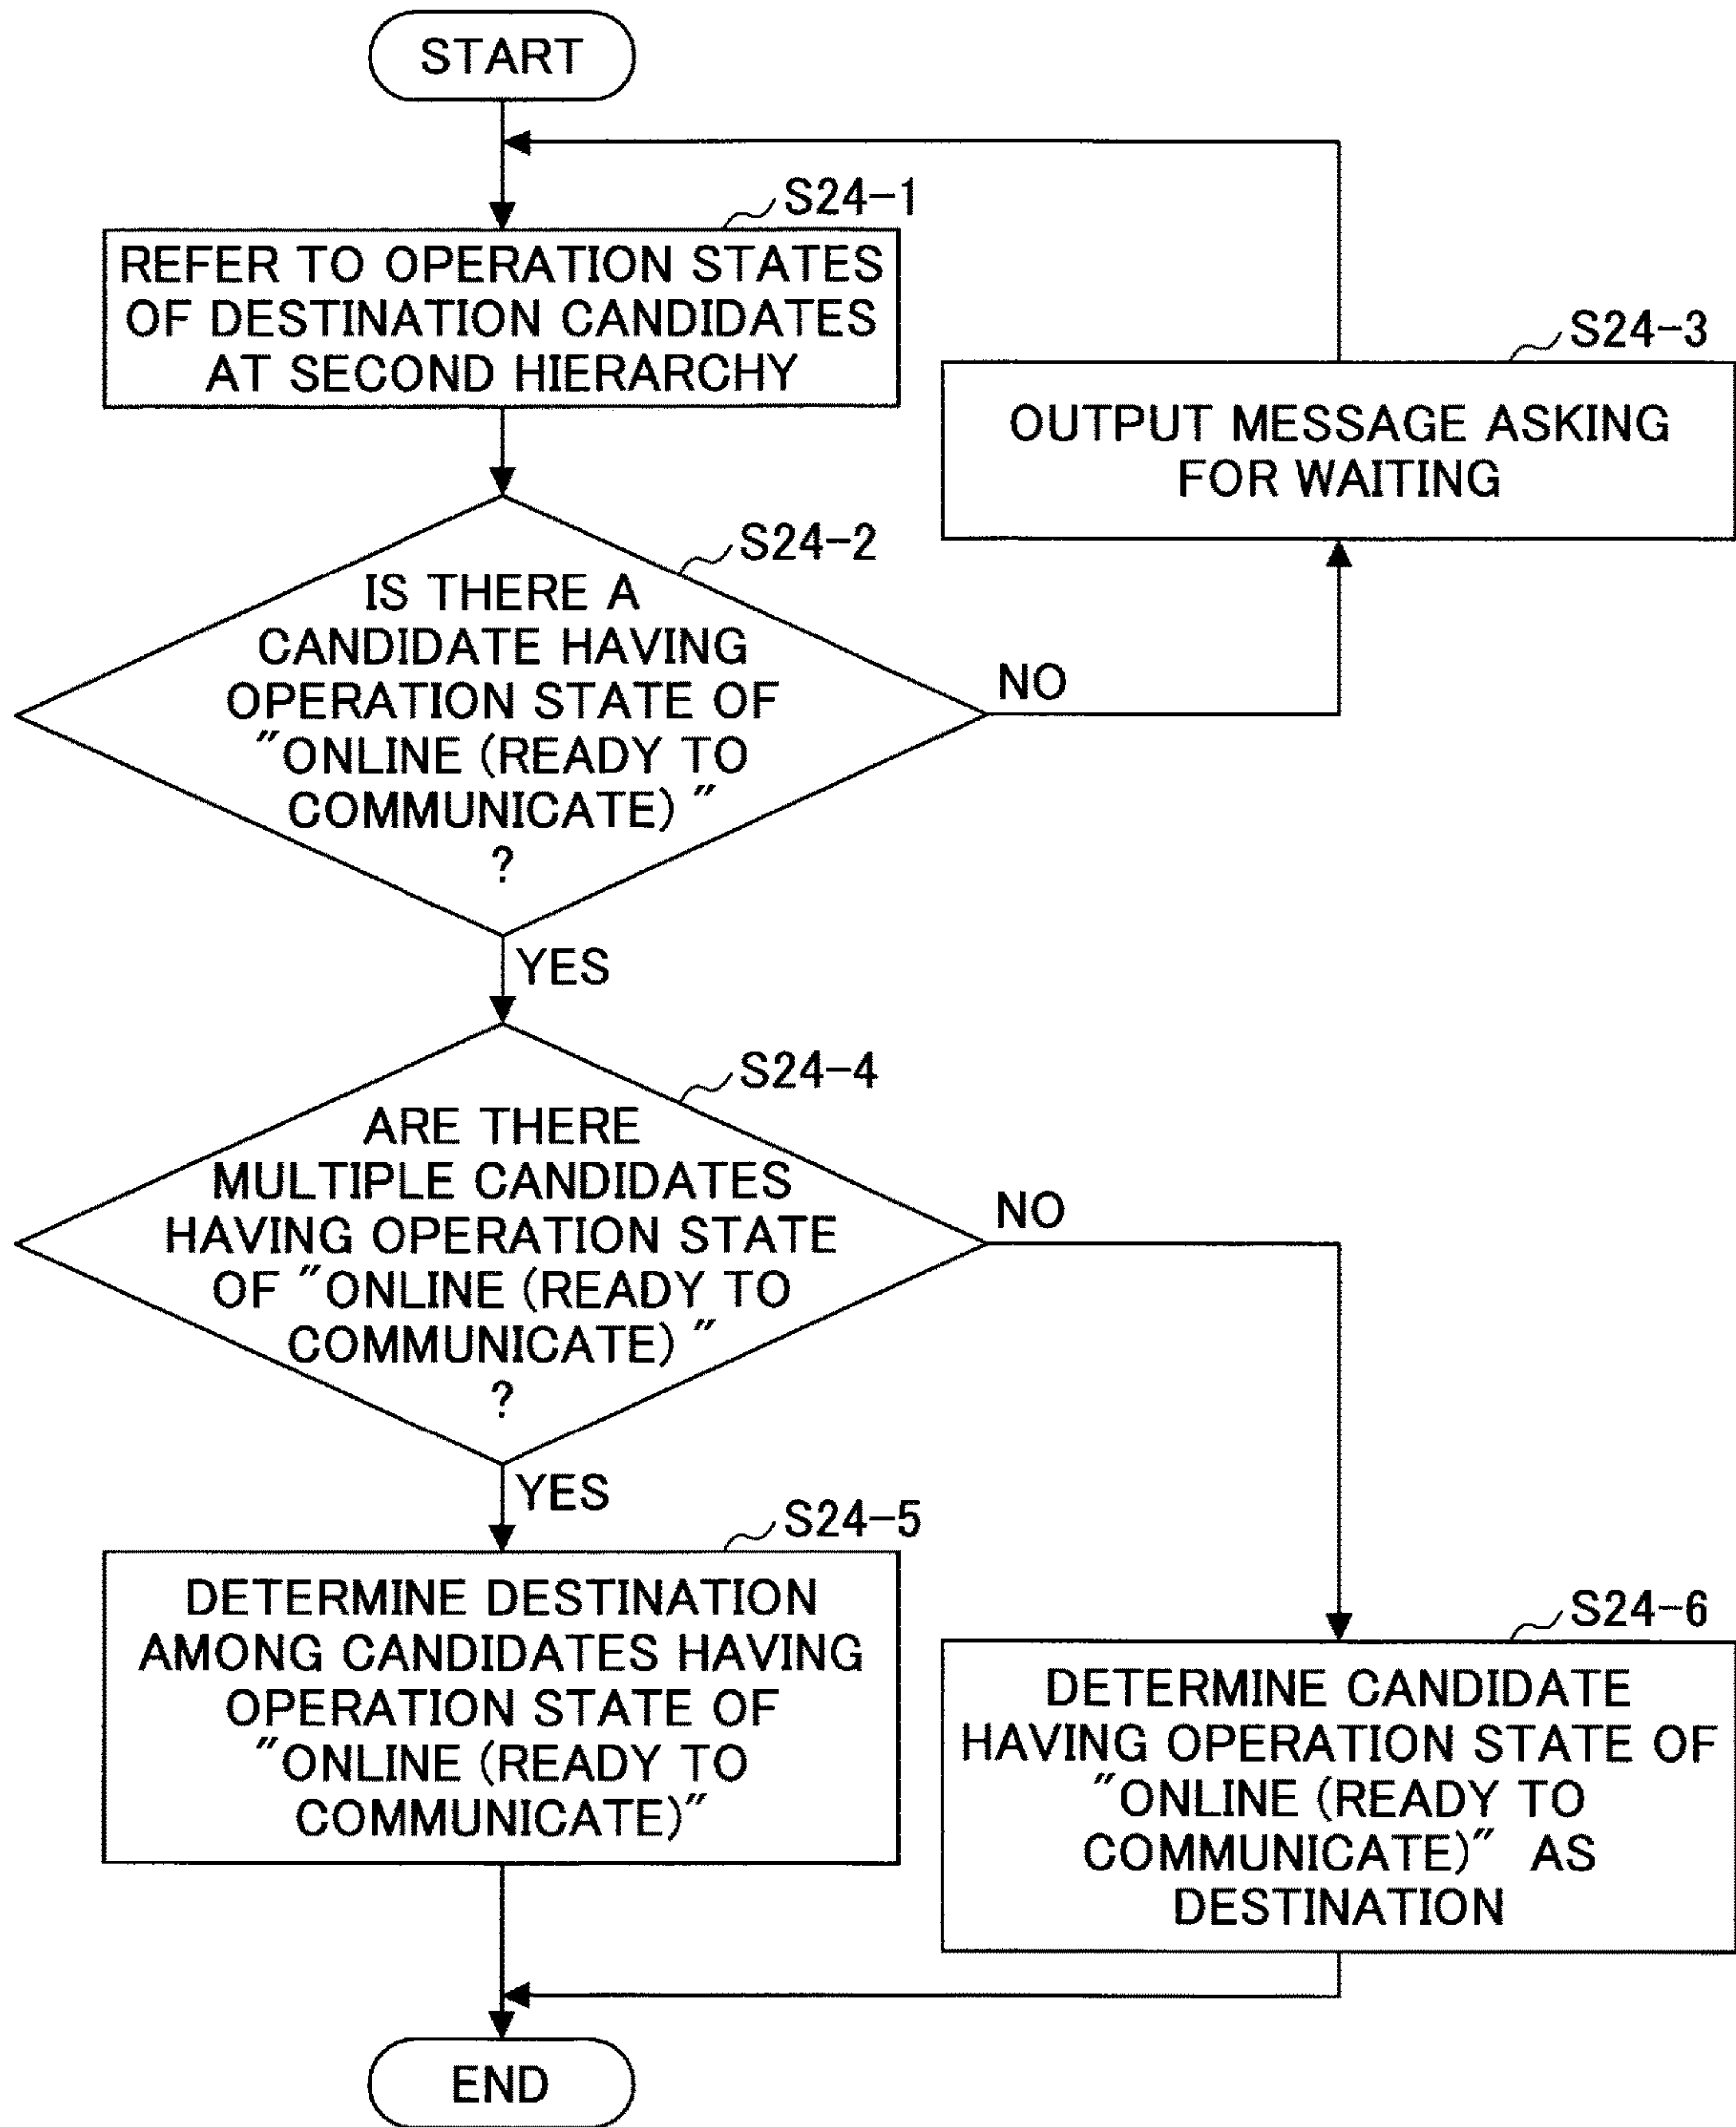 START
S24-1
REFER TO OPERATION STATES
OF DESTINATION CANDIDATES
AT SECOND HIERARCHY
S24-3
OUTPUT MESSAGE ASKING
FOR WAITING
S24-2
IS THERE A
CANDIDATE HAVING
OPERATION STATE OF
"ONLINE (READY TO
COMMUNICATE) "
?
NO
YES
S24-4
ARE THERE
MULTIPLE CANDIDATES
HAVING OPERATION STATE
OF "ONLINE (READY TO
COMMUNICATE) "
?
NO
YES
S24-5
DETERMINE DESTINATION
AMONG CANDIDATES HAVING
OPERATION STATE OF
"ONLINE (READY TO
COMMUNICATE)"
S24-6
DETERMINE CANDIDATE
HAVING OPERATION STATE OF
"ONLINE (READY TO
COMMUNICATE)" AS
DESTINATION
END